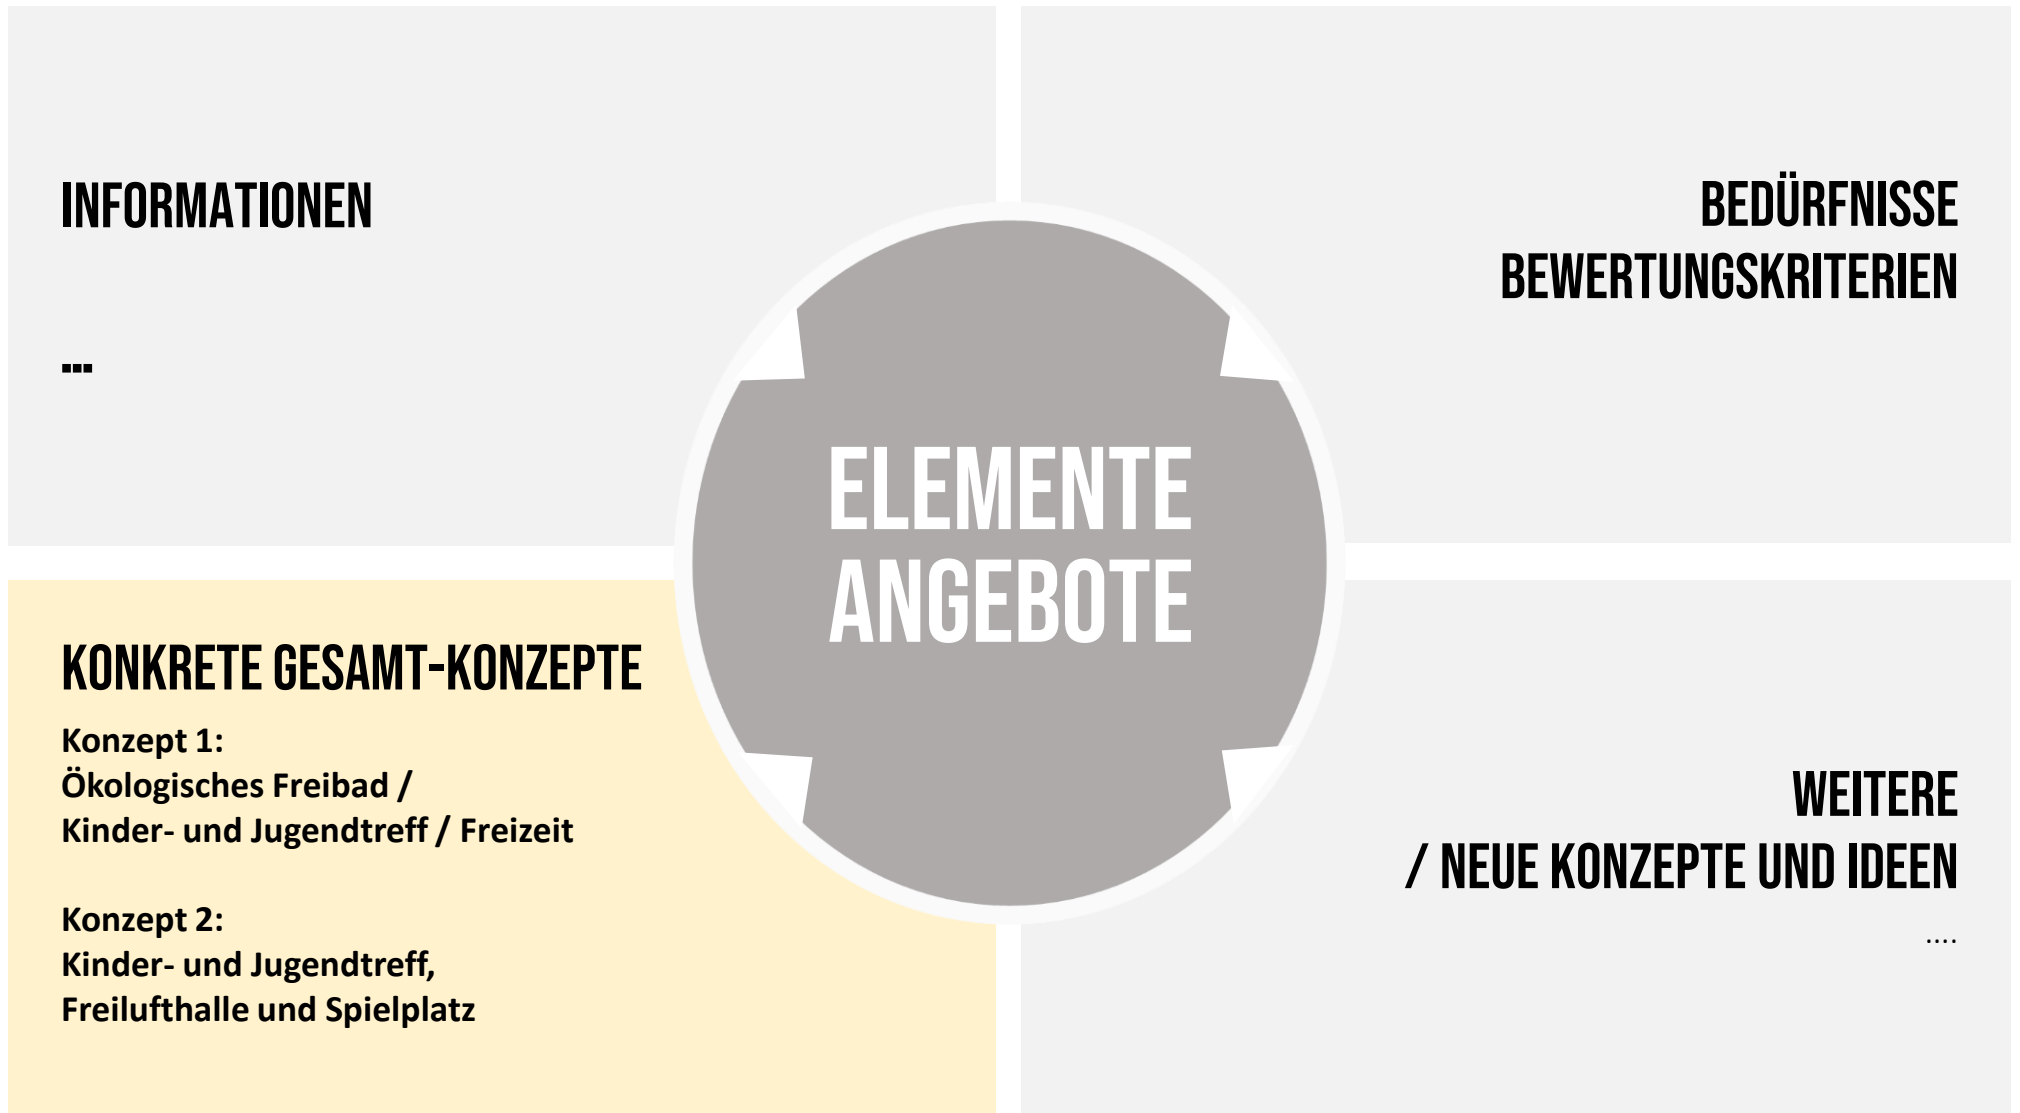 INFORMATIONEN
...
BEDÜRFNISSE
BEWERTUNGSKRITERIEN
ELEMENTE
ANGEBOTE
KONKRETE GESAMT-KONZEPTE
Konzept 1:
Ökologisches Freibad /
Kinder- und Jugendtreff / Freizeit
Konzept 2:
Kinder- und Jugendtreff,
Freilufthalle und Spielplatz
WEITERE
/ NEUE KONZEPTE UND IDEEN
....